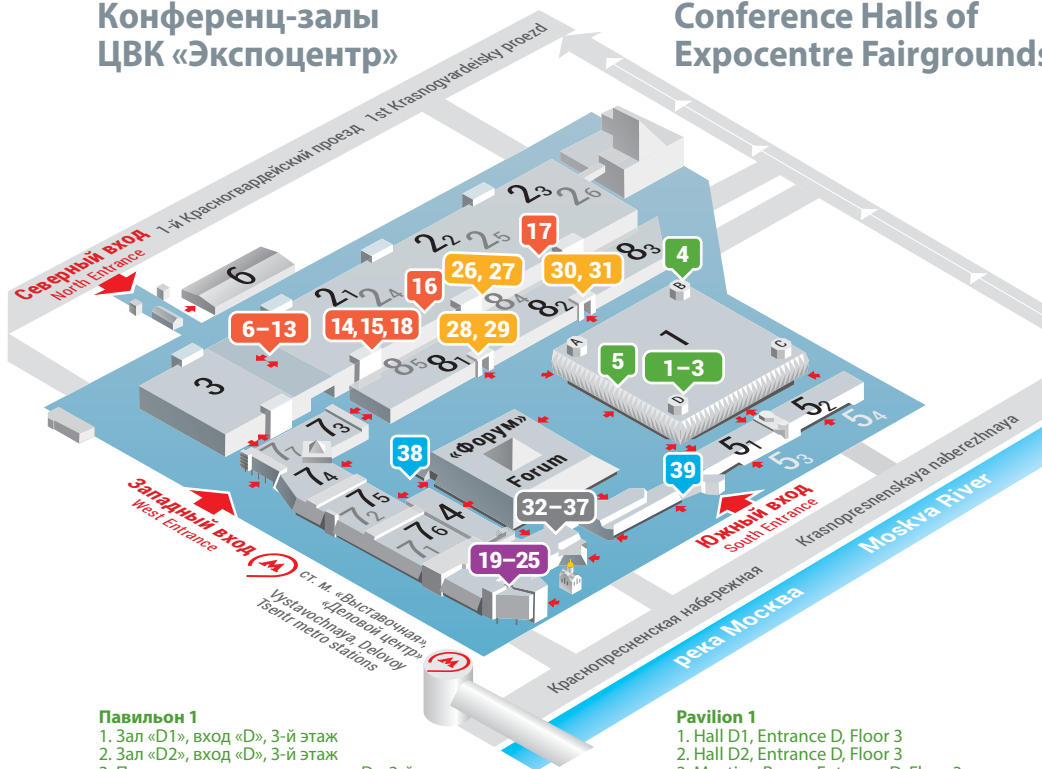 Конференц-залы
ЦВК «Экспоцентр»
Conference Halls of
Expocentre Fairgrounds
1-й Красногвардейский проезд 1st Krasnogvardeisky proezd
Северный вход
North Entrance
6
2₃
2₆
2₂
2₅
2₁
2₄
17
16
26, 27
30, 31
8₃
4
B
6–13
14, 15, 18
28, 29
8₄
8₂
8₅
8₁
3
A
1
C
5
1–3
D
5₂
5₄
5₁
5₃
7₃
7₇
7₄
7₅
7₂
7₆
7₁
4
38
«Форум»
Forum
39
32–37
19–25
Западный вход
West Entrance
Южный вход
South Entrance
ст. м. «Выставочная»,
«Деловой центр»
Vystavochnaya, Delovoy
Tsentr metro stations
Краснопресненская набережная Krasnopresnenskaya naberezhnaya
река Москва Moskva River
Павильон 1
1. Зал «D1», вход «D», 3-й этаж
2. Зал «D2», вход «D», 3-й этаж
Pavilion 1
1. Hall D1, Entrance D, Floor 3
2. Hall D2, Entrance D, Floor 3